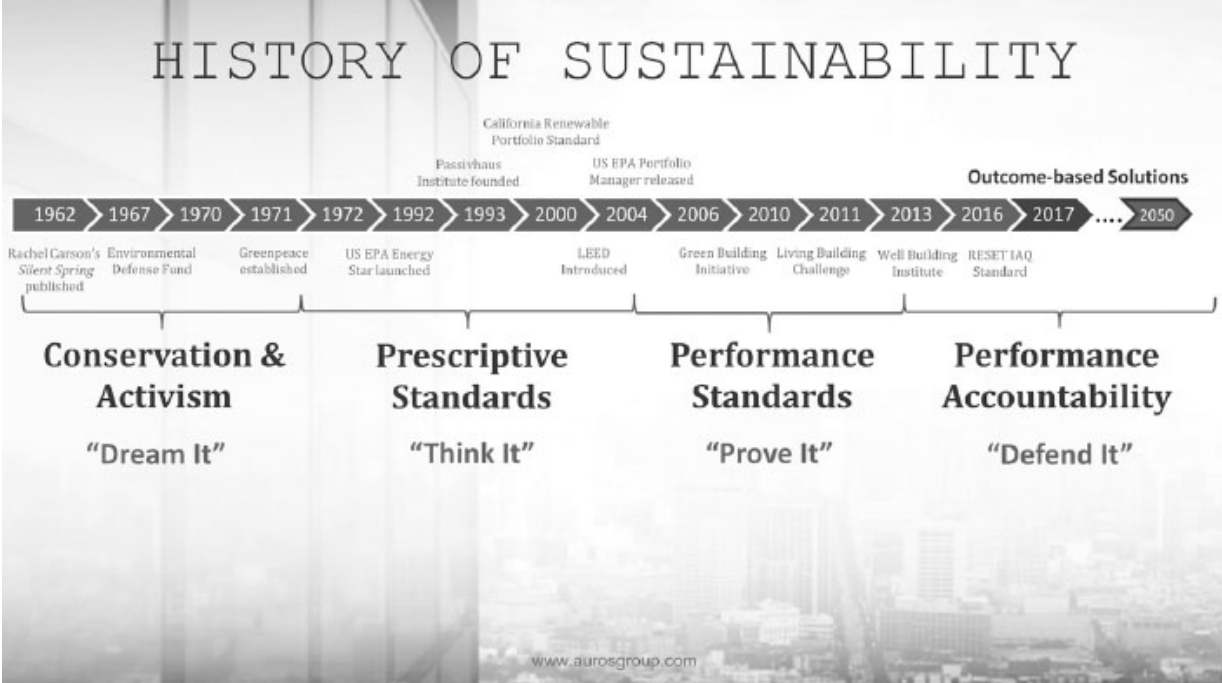 HISTORY OF SUSTAINABILITY
California Renewable
Portfolio Standard
Passivhaus
Institute founded
US EPA Portfolio
Manager released
Outcome-based Solutions
1962 1967 1970 1971 1972 1992 1993 2000 2004 2006 2010 2011 2013 2016 2017 .... 2050
Rachel Carson's
Silent Spring
published
Environmental
Defense Fund
Greenpeace
established
US EPA Energy
Star launched
LEED
Introduced
Green Building
Initiative
Living Building
Challenge
Well Building
Institute
RESET IAQ
Standard
Conservation &
Activism
"Dream It"
Prescriptive
Standards
"Think It"
Performance
Standards
"Prove It"
Performance
Accountability
"Defend It"
www.aurosgroup.com